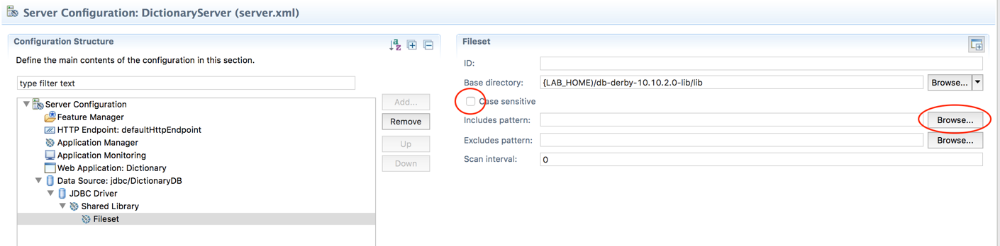 Server Configuration: DictionaryServer (server.xml)
Configuration Structure
Define the main contents of the configuration in this section.
type filter text
Server Configuration
Feature Manager
HTTP Endpoint: defaultHttpEndpoint
Application Manager
Application Monitoring
Web Application: Dictionary
Data Source: jdbc/DictionaryDB
JDBC Driver
Shared Library
Fileset
Add...
Remove
Up
Down
Fileset
ID:
Base directory: {LAB_HOME)/db-derby-10.10.2.0-lib/lib Browse...
Case sensitive
Includes pattern: Browse...
Excludes pattern: Browse...
Scan interval: 0